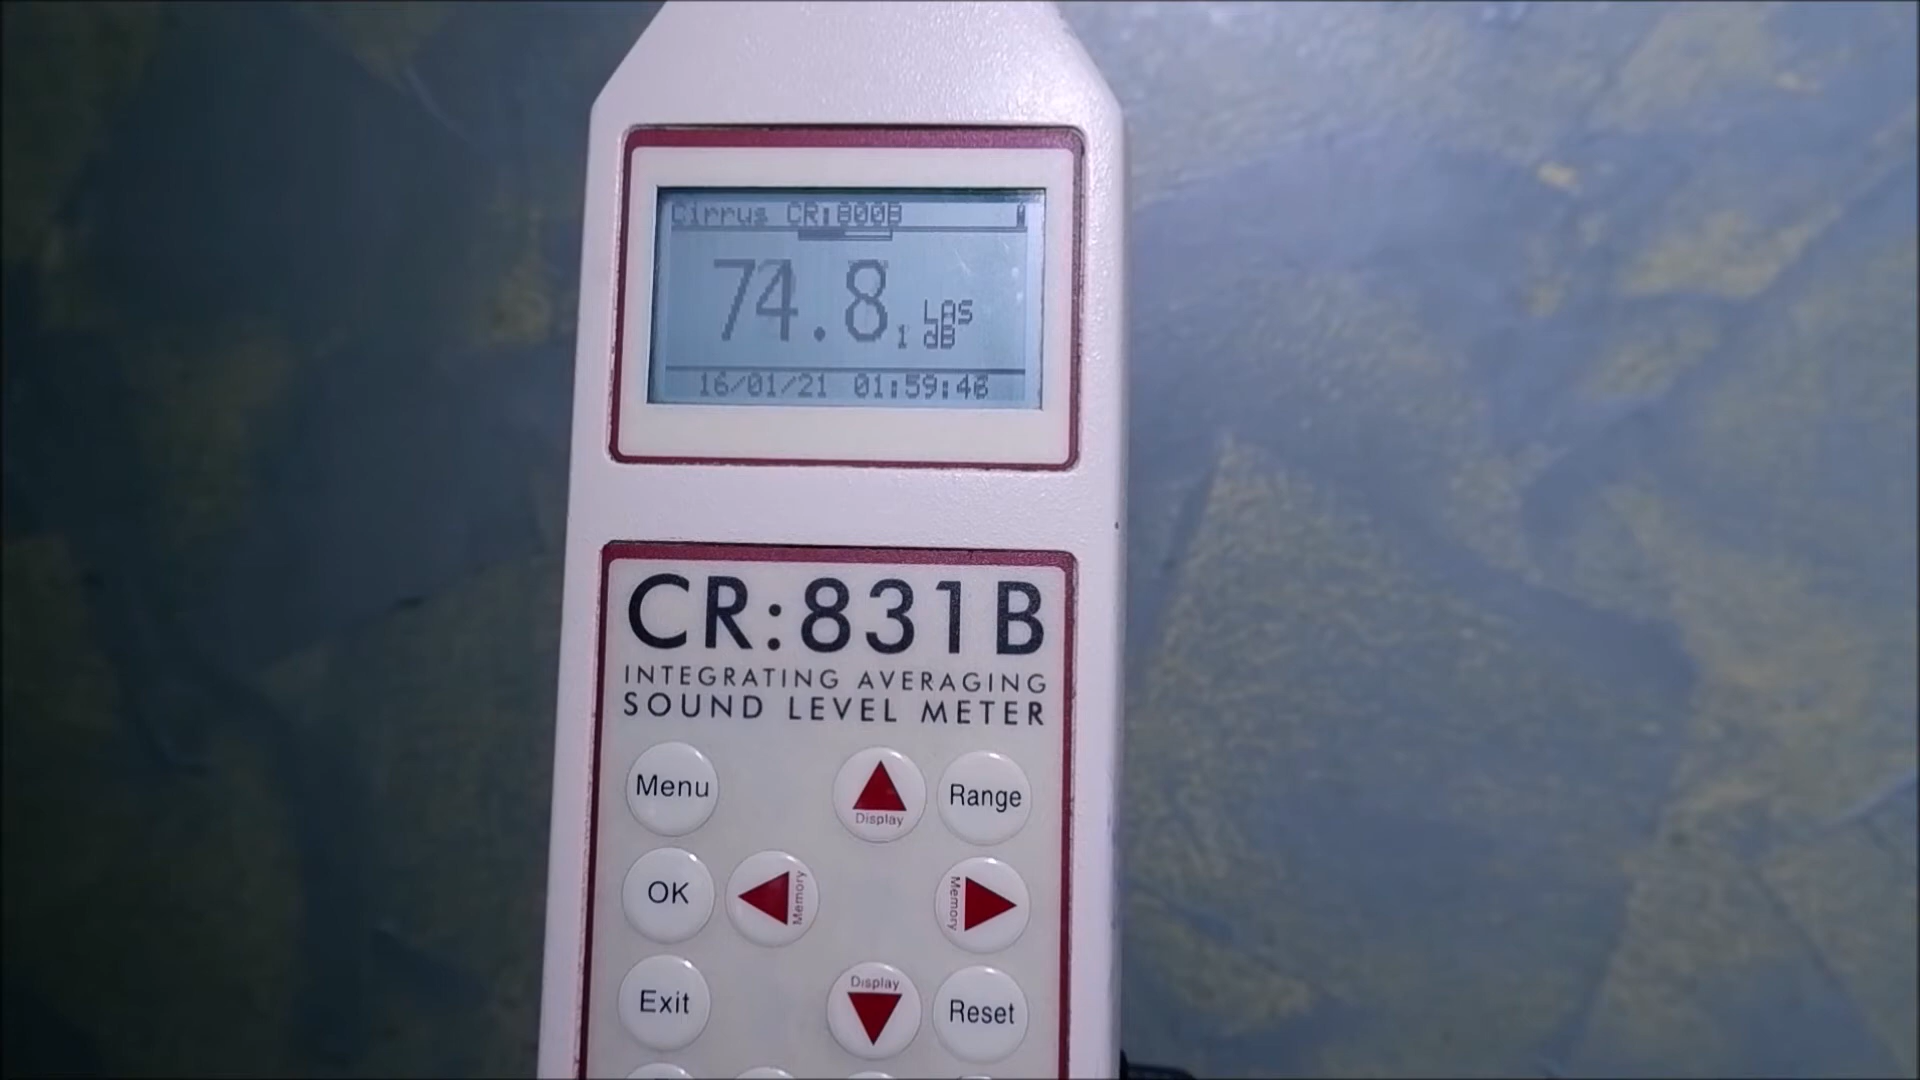 Cirrus CR:800B
74.8
LAS
1 dB
16/01/21 01:59:46
CR:831B
INTEGRATING AVERAGING
SOUND LEVEL METER
Menu
Display
Range
OK
Memory
Memory
Exit
Display
Reset